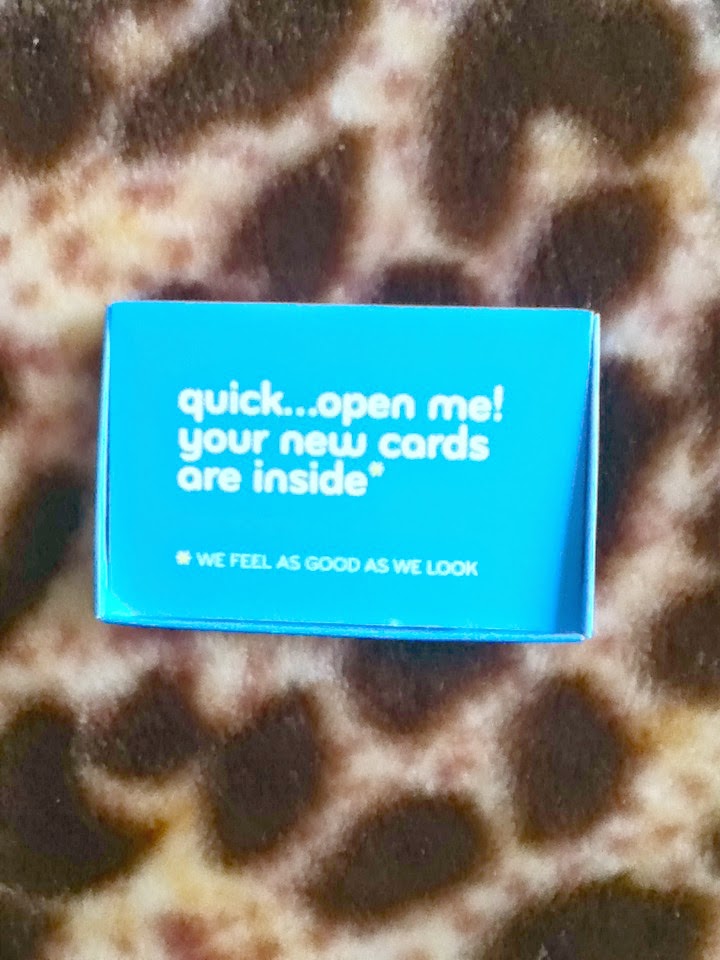 quick...open me!
your new cards
are inside*
* WE FEEL AS GOOD AS WE LOOK